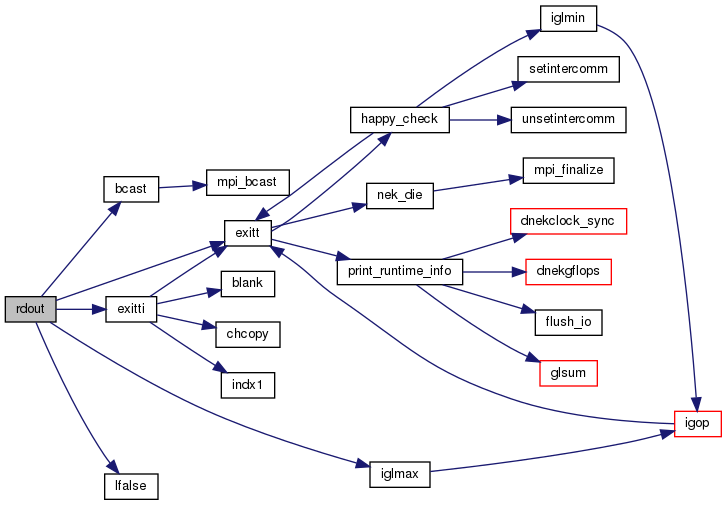 iglmin
setintercomm
happy_check
unsetintercomm
mpi_finalize
bcast
mpi_bcast
nek_die
dnekclock_sync
exitt
print_runtime_info
dnekgflops
blank
rdout
exitti
flush_io
chcopy
glsum
indx1
igop
iglmax
lfalse